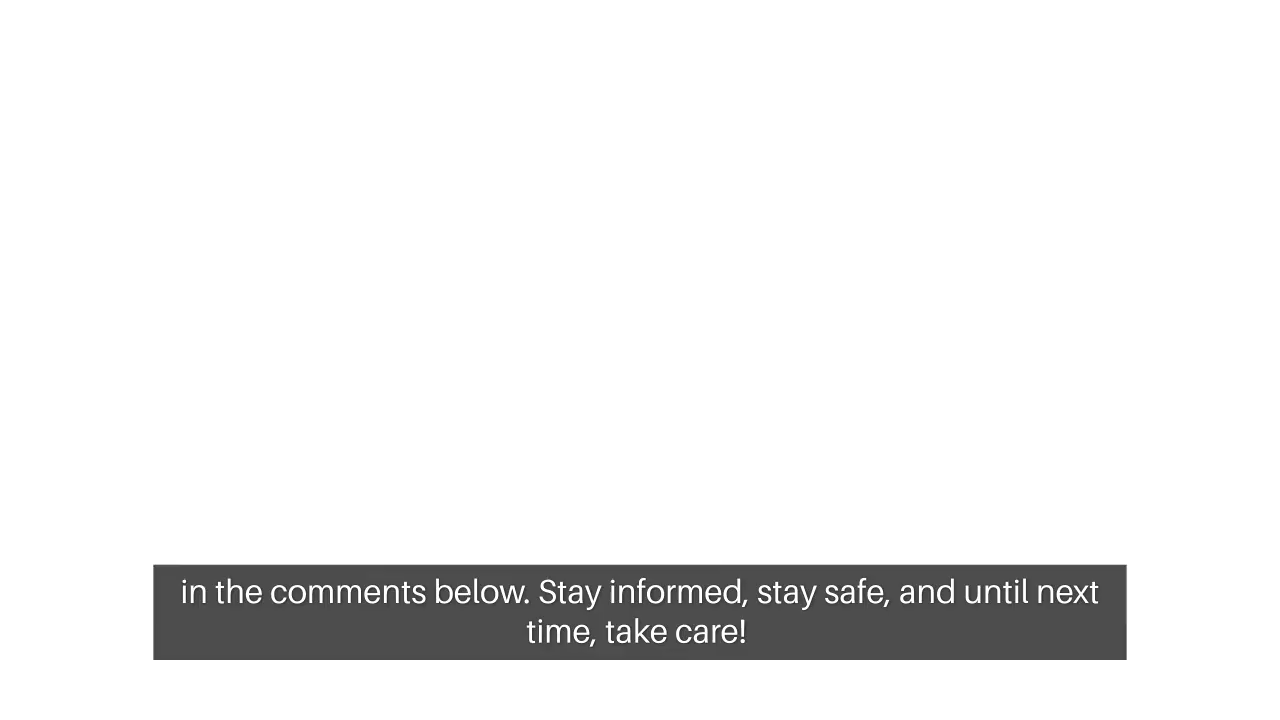 in the comments below. Stay informed, stay safe, and until next
time, take care!